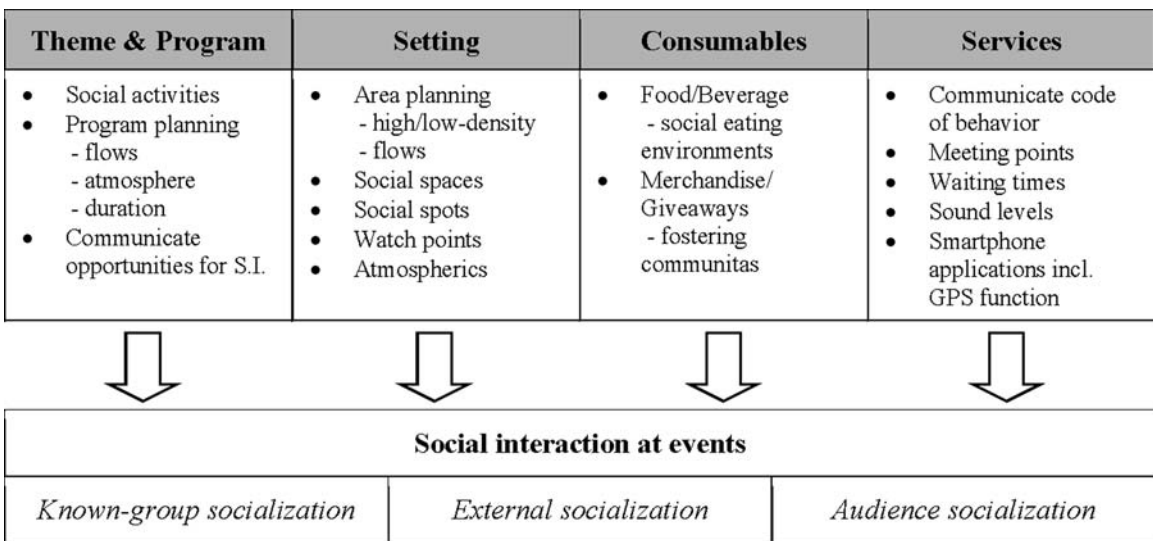 Theme & Program
• Social activities
• Program planning
- flows
- atmosphere
- duration
• Communicate
opportunities for S.I.
Setting
• Area planning
- high/low-density
- flows
• Social spaces
• Social spots
• Watch points
• Atmospherics
Consumables
• Food/Beverage
- social eating
environments
• Merchandise/
Giveaways
- fostering
communitas
Services
• Communicate code
of behavior
• Meeting points
• Waiting times
• Sound levels
• Smartphone
applications incl.
GPS function
Social interaction at events
Known-group socialization
External socialization
Audience socialization